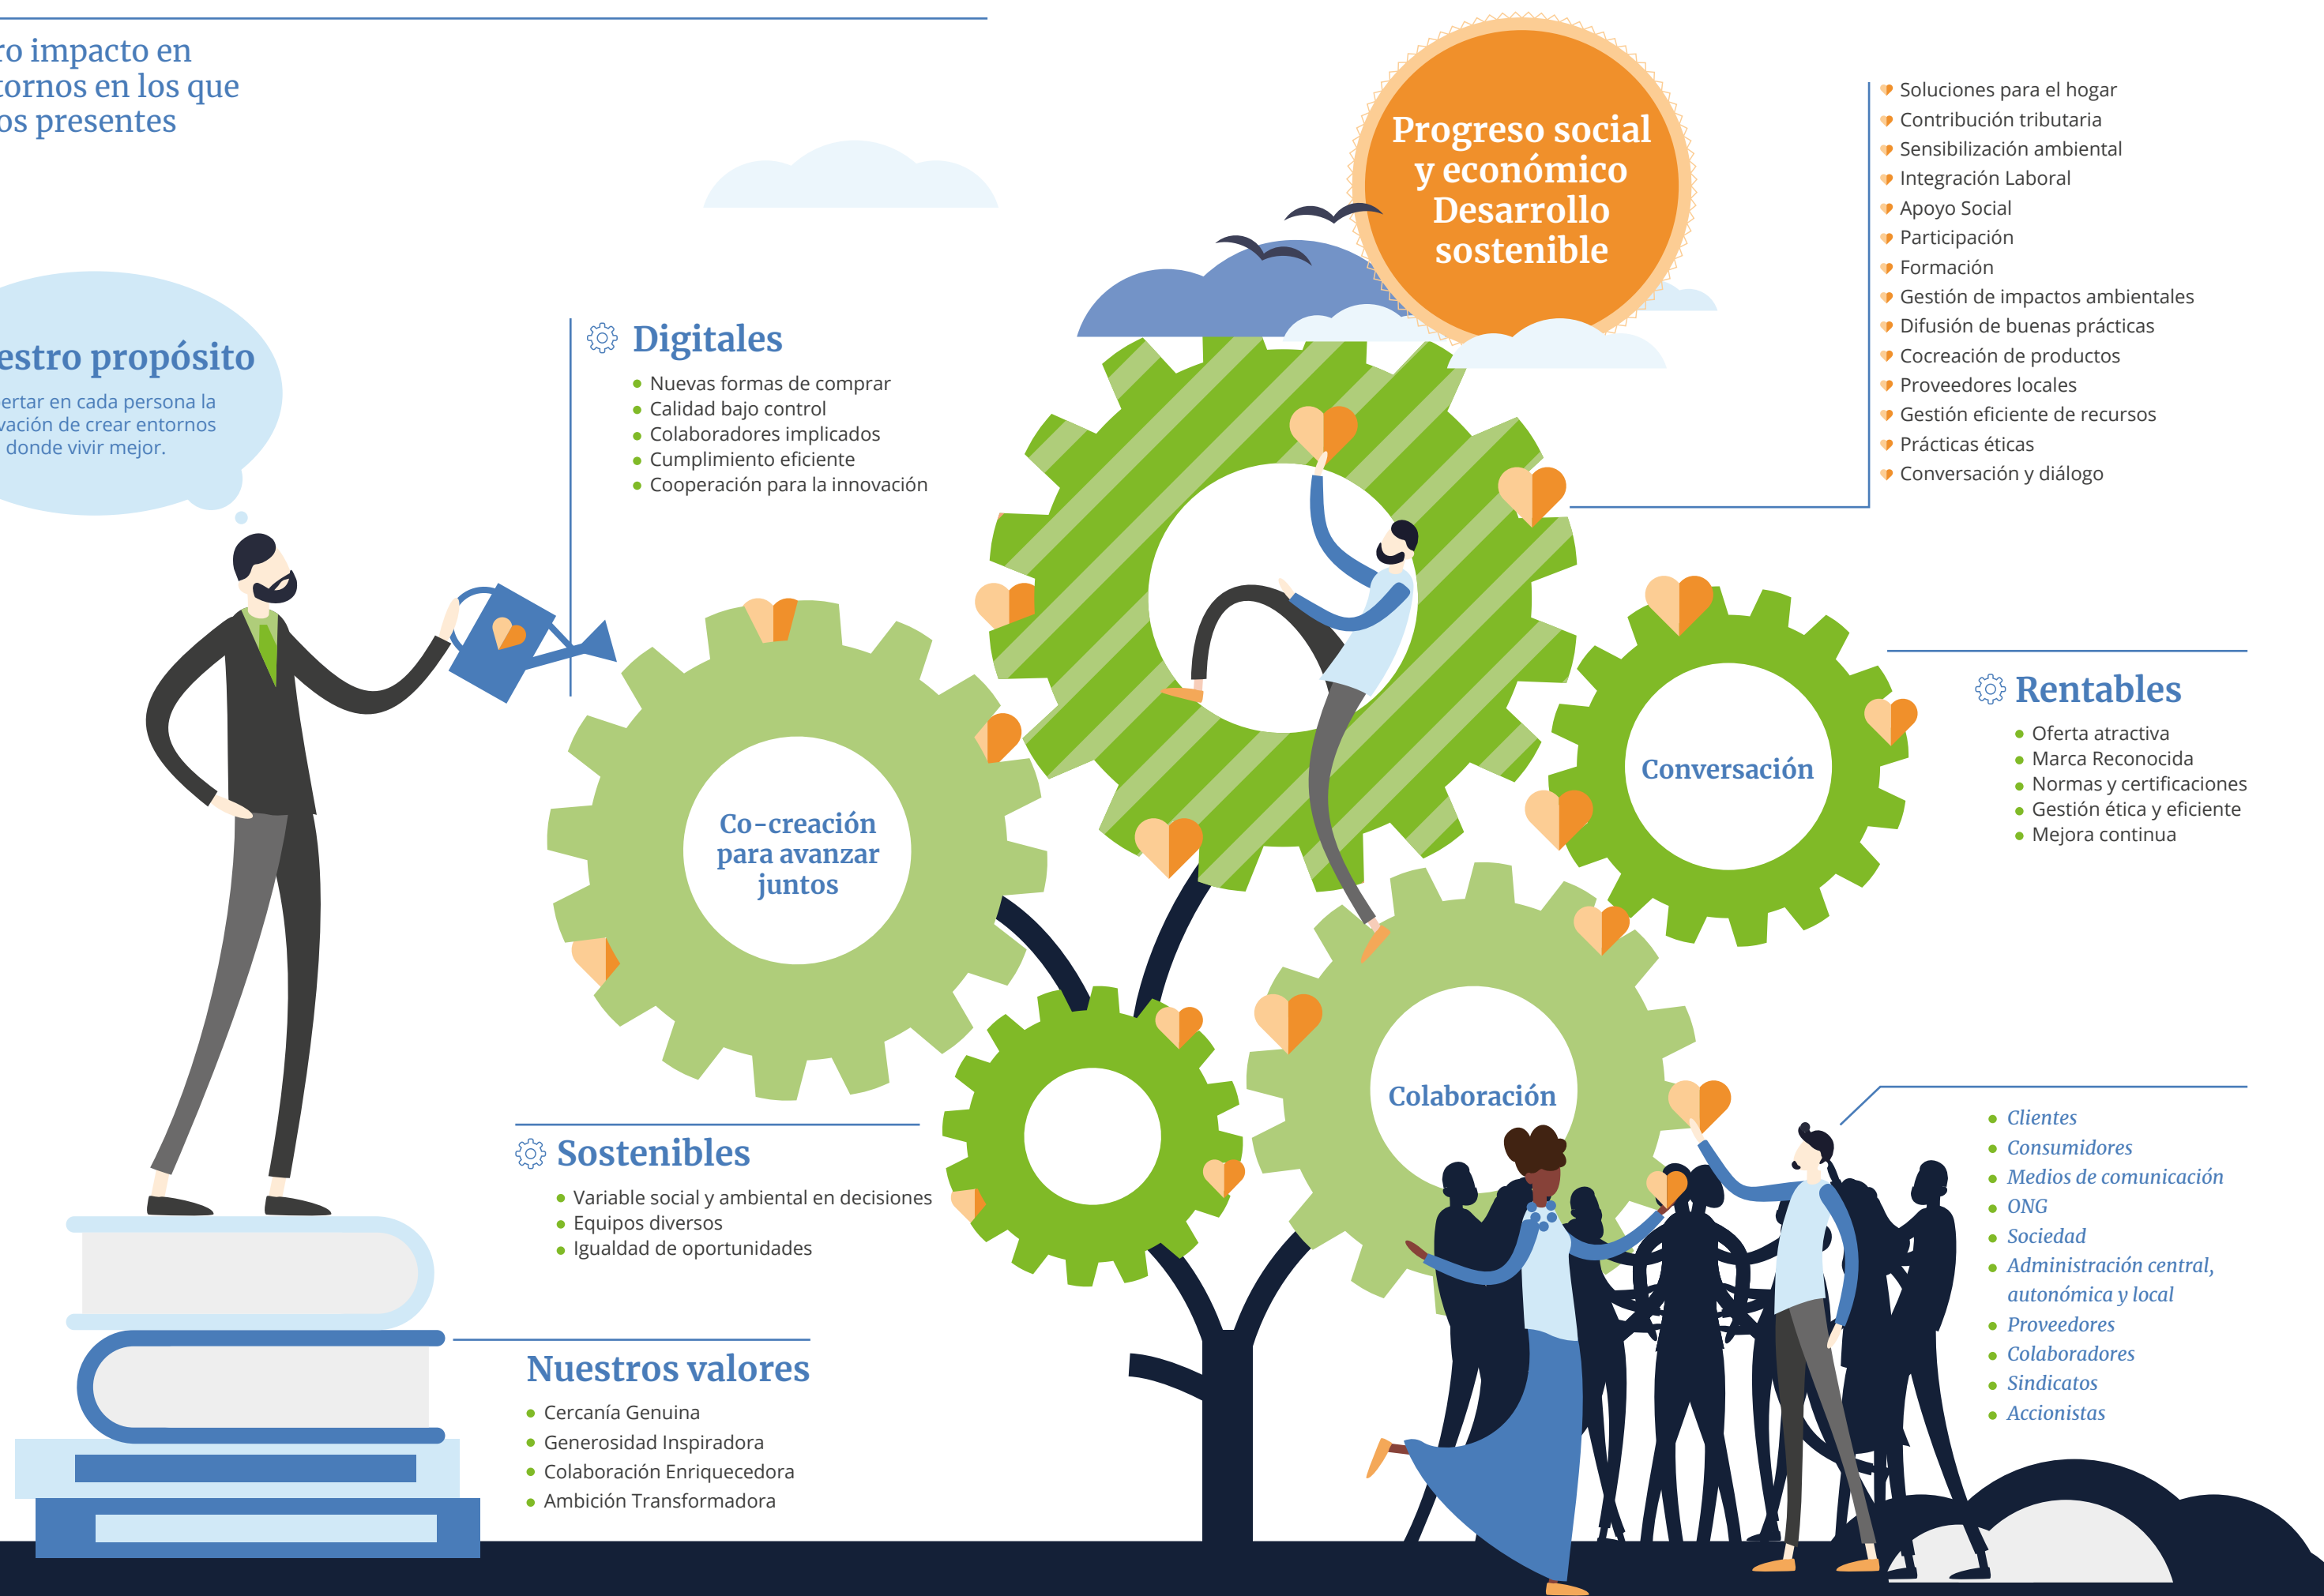 ro impacto en
tornos en los que
os presentes
estro propósito
ertar en cada persona la
vación de crear entornos
donde vivir mejor.
Digitales
Nuevas formas de comprar
Calidad bajo control
Colaboradores implicados
Cumplimiento eficiente
Cooperación para la innovación
Progreso social
y económico
Desarrollo
sostenible
Soluciones para el hogar
Contribución tributaria
Sensibilización ambiental
Integración Laboral
Apoyo Social
Participación
Formación
Gestión de impactos ambientales
Difusión de buenas prácticas
Cocreación de productos
Proveedores locales
Gestión eficiente de recursos
Prácticas éticas
Conversación y diálogo
Co-creación
para avanzar
juntos
Conversación
Rentables
Oferta atractiva
Marca Reconocida
Normas y certificaciones
Gestión ética y eficiente
Mejora continua
Colaboración
Sostenibles
Variable social y ambiental en decisiones
Equipos diversos
Igualdad de oportunidades
Clientes
Consumidores
Medios de comunicación
ONG
Sociedad
Administración central,
autonómica y local
Proveedores
Colaboradores
Sindicatos
Accionistas
Nuestros valores
Cercanía Genuina
Generosidad Inspiradora
Colaboración Enriquecedora
Ambición Transformadora